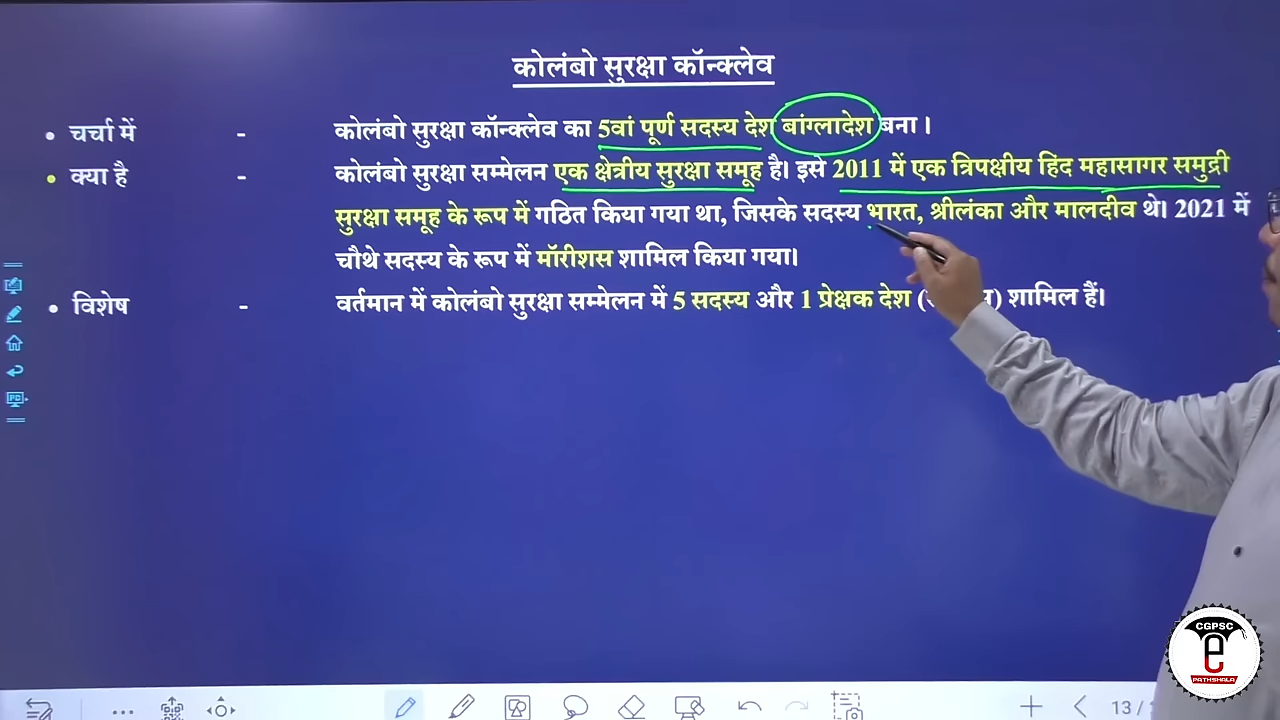 कोलंबो सुरक्षा कॉन्क्लेव
• चर्चा में - कोलंबो सुरक्षा कॉन्क्लेव का 5वां पूर्ण सदस्य देश बांग्लादेश बना ।
• क्या है - कोलंबो सुरक्षा सम्मेलन एक क्षेत्रीय सुरक्षा समूह है। इसे 2011 में एक त्रिपक्षीय हिंद महासागर समुद्री
सुरक्षा समूह के रूप में गठित किया गया था, जिसके सदस्य भारत, श्रीलंका और मालदीव थे। 2021 में
चौथे सदस्य के रूप में मॉरीशस शामिल किया गया।
• विशेष - वर्तमान में कोलंबो सुरक्षा सम्मेलन में 5 सदस्य और 1 प्रेक्षक देश ( ) शामिल हैं।
CGPSC
e
PATHSHALA
PD
13 /